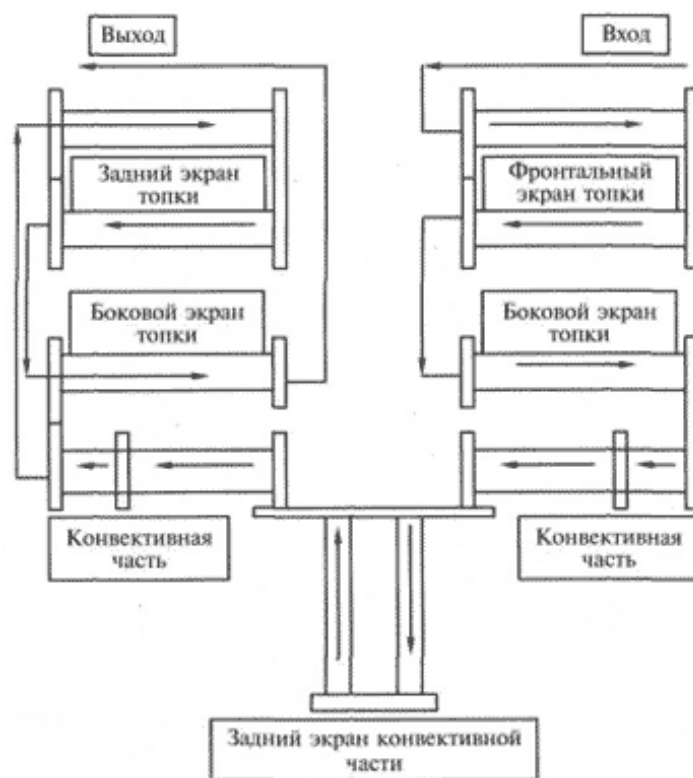 Выход
Вход
Задний экран
топки
Фронтальный
экран топки
Боковой экран
топки
Боковой экран
топки
Конвективная
часть
Конвективная
часть
Задний экран конвективной
части